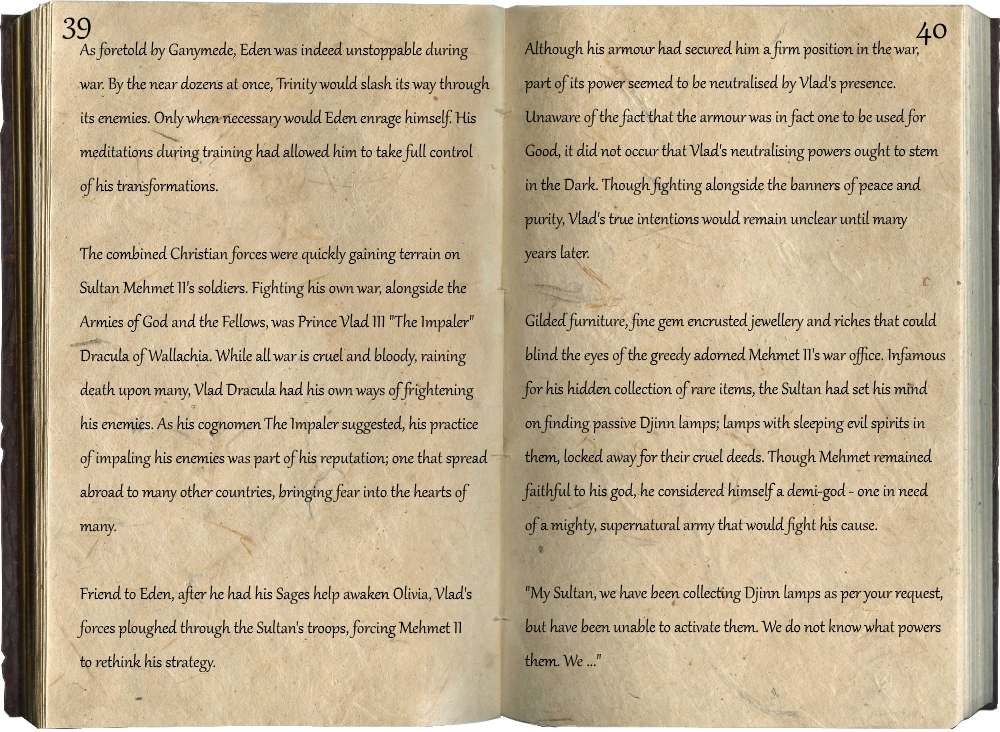 39
As foretold by Ganymede, Eden was indeed unstoppable during
war. By the near dozens at once, Trinity would slash its way through
its enemies. Only when necessary would Eden enrage himself. His
meditations during training had allowed him to take full control
of his transformations.
The combined Christian forces were quickly gaining terrain on
Sultan Mehmet II's soldiers. Fighting his own war, alongside the
Armies of God and the Fellows, was Prince Vlad III "The Impaler"
Dracula of Wallachia. While all war is cruel and bloody, raining
death upon many, Vlad Dracula had his own ways of frightening
his enemies. As his cognomen The Impaler suggested, his practice
of impaling his enemies was part of his reputation; one that spread
abroad to many other countries, bringing fear into the hearts of
many.
Friend to Eden, after he had his Sages help awaken Olivia, Vlad's
forces ploughed through the Sultan's troops, forcing Mehmet II
to rethink his strategy.
40
Although his armour had secured him a firm position in the war,
part of its power seemed to be neutralised by Vlad's presence.
Unaware of the fact that the armour was in fact one to be used for
Good, it did not occur that Vlad's neutralising powers ought to stem
in the Dark. Though fighting alongside the banners of peace and
purity, Vlad's true intentions would remain unclear until many
years later.
Gilded furniture, fine gem encrusted jewellery and riches that could
blind the eyes of the greedy adorned Mehmet II's war office. Infamous
for his hidden collection of rare items, the Sultan had set his mind
on finding passive Djinn lamps; lamps with sleeping evil spirits in
them, locked away for their cruel deeds. Though Mehmet remained
faithful to his god, he considered himself a demi-god - one in need
of a mighty, supernatural army that would fight his cause.
"My Sultan, we have been collecting Djinn lamps as per your request,
but have been unable to activate them. We do not know what powers
them. We ..."